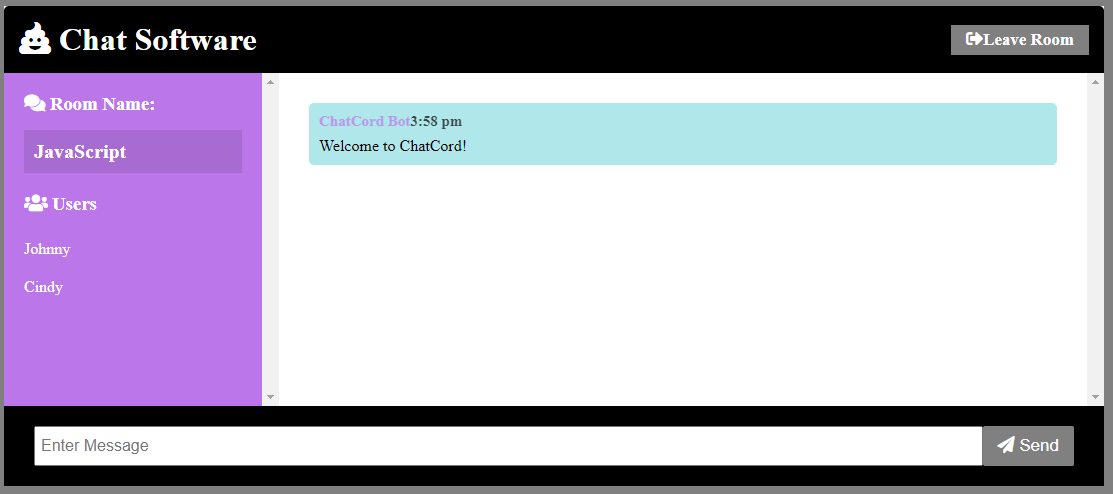 Chat Software
Leave Room
Room Name:
JavaScript
Users
Johnny
Cindy
ChatCord Bot3:58 pm
Welcome to ChatCord!
Enter Message
Send